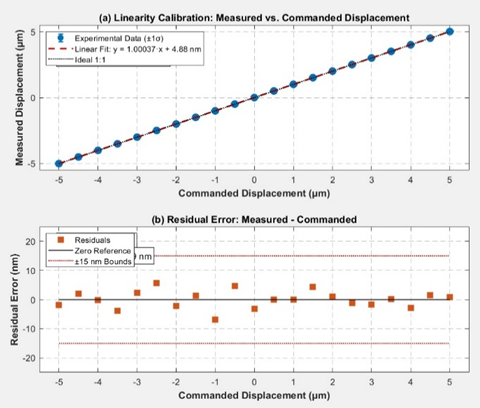 (a) Linearity Calibration: Measured vs. Commanded Displacement
Measured Displacement (μm)
5
0
-5
Experimental Data (±1σ)
Linear Fit: y = 1.00037·x + 4.88 nm
Ideal 1:1
-5 -4 -3 -2 -1 0 1 2 3 4 5
Commanded Displacement (μm)
(b) Residual Error: Measured - Commanded
Residual Error (nm)
20
10
0
-10
-20
Residuals
Zero Reference
±15 nm Bounds
nm
-5 -4 -3 -2 -1 0 1 2 3 4 5
Commanded Displacement (μm)